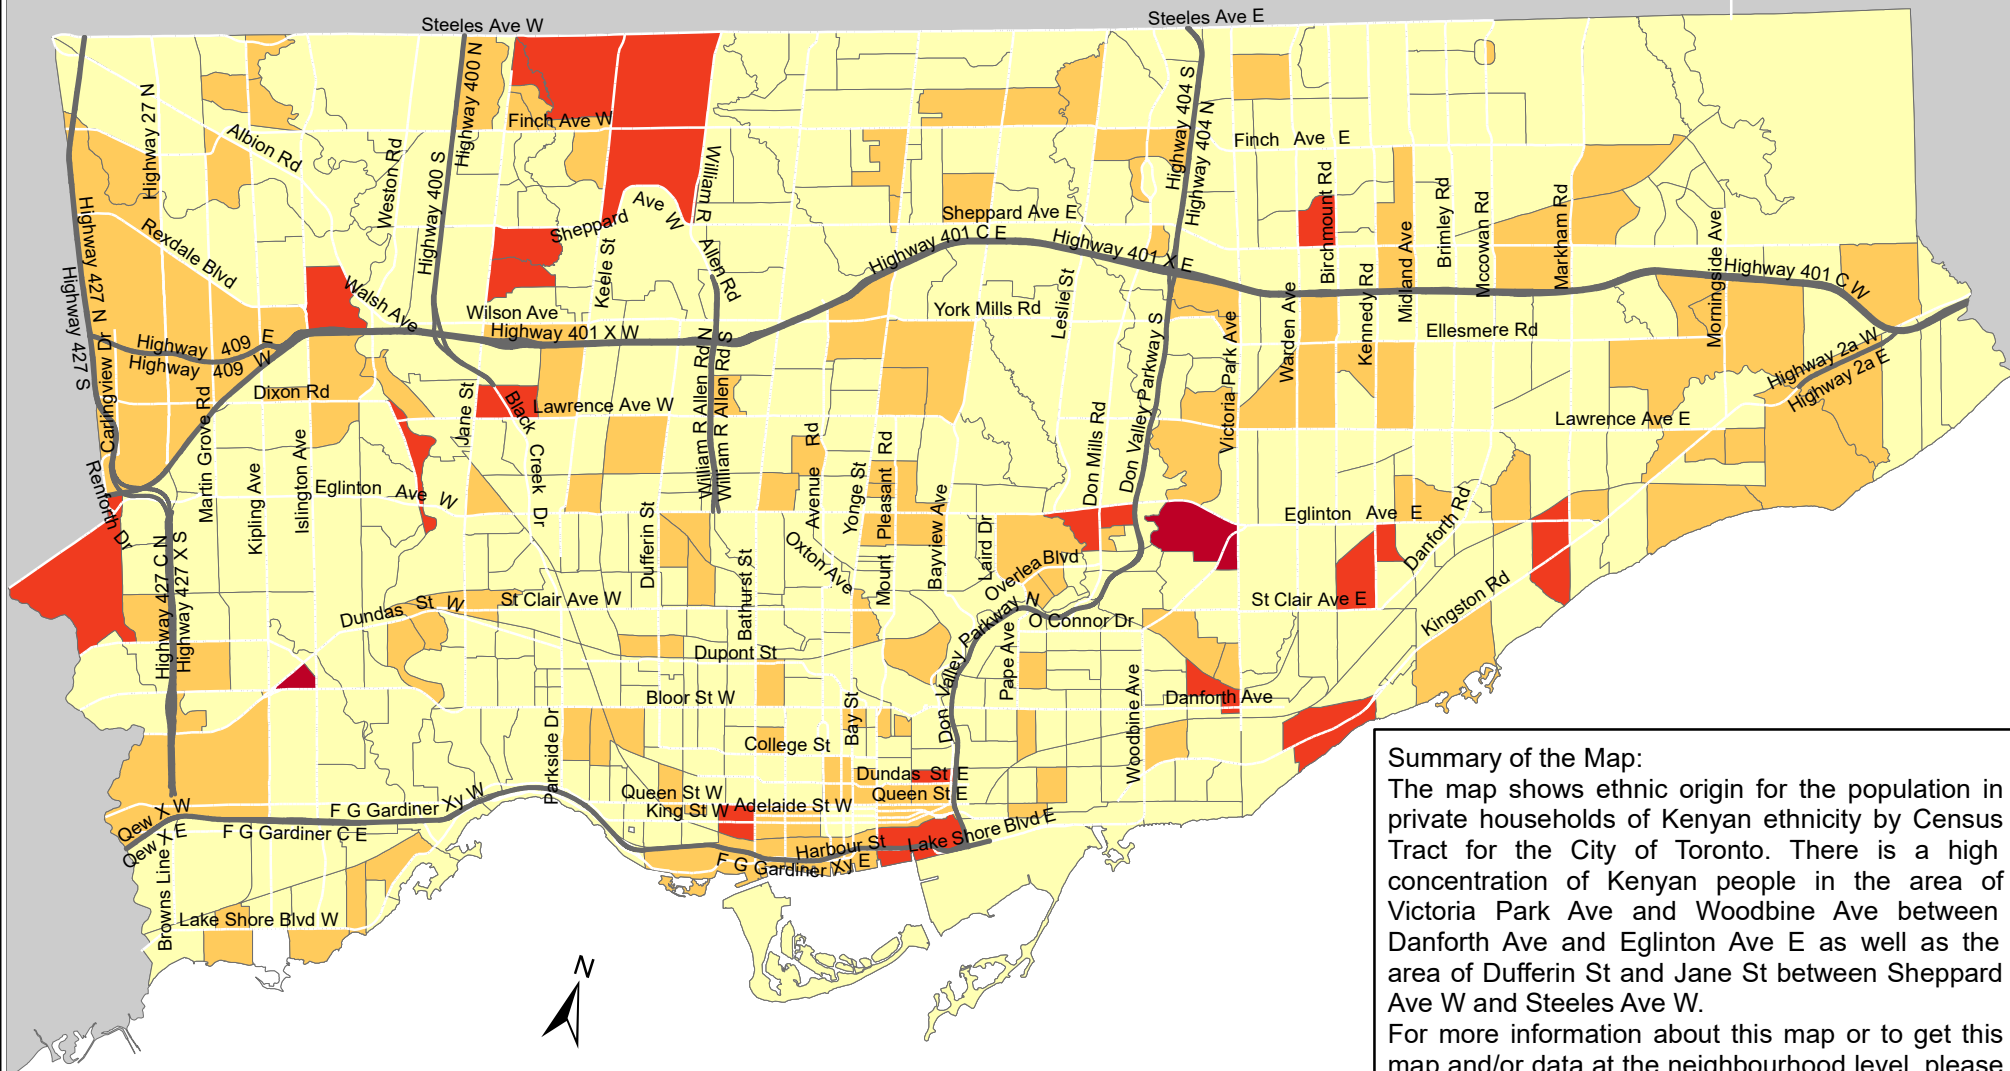 Steeles Ave W
Steeles Ave E
Highway 27 N
Highway 400 N
Highway 404 S
Highway 404 N
Finch Ave W
Finch Ave E
Albion Rd
Weston Rd
Highway 400 S
William R Allen Rd
Birchmount Rd
Midland Ave
Brimley Rd
Mccowan Rd
Markham Rd
Morningside Ave
Highway 427 N
Highway 427 S
Rexdale Blvd
Sheppard Ave W
Sheppard Ave E
Keele St
Highway 401 C E
Highway 401 X E
Highway 401 C W
Walsh Ave
Wilson Ave
Highway 401 X W
York Mills Rd
Leslie St
Ellesmere Rd
Warden Ave
Kennedy Rd
Victoria Park Ave
Highway 409 E
Highway 409 W
Carlingview Dr
Dixon Rd
Martin Grove Rd
Highway 2a W
Highway 2a E
Jane St
Black Creek Dr
Lawrence Ave W
Lawrence Ave E
William R Allen Rd N
William R Allen Rd S
Don Valley Parkway S
Don Mills Rd
Renforth Dr
Kipling Ave
Islington Ave
Eglinton Ave W
Eglinton Ave E
Avenue Rd
Yonge St
Mount Pleasant Rd
Bayview Ave
Laird Dr
Danforth Rd
Highway 427 C N
Highway 427 X S
Dufferin St
Bathurst St
Oxton Ave
Overlea Blvd
Dundas St W
St Clair Ave W
St Clair Ave E
Kingston Rd
O Connor Dr
Don Valley Parkway N
Pape Ave
Dupont St
Bloor St W
Bay St
Woodbine Ave
Danforth Ave
Parkside Dr
College St
Dundas St E
Queen St W
Queen St E
King St W
Adelaide St W
Qew X W
Qew X E
F G Gardiner Xy W
F G Gardiner C E
Harbour St
Lake Shore Blvd E
F G Gardiner Xy E
Browns Line
Lake Shore Blvd W
N
Summary of the Map:
The map shows ethnic origin for the population in
private households of Kenyan ethnicity by Census
Tract for the City of Toronto. There is a high
concentration of Kenyan people in the area of
Victoria Park Ave and Woodbine Ave between
Danforth Ave and Eglinton Ave E as well as the
area of Dufferin St and Jane St between Sheppard
Ave W and Steeles Ave W.
For more information about this map or to get this
map and/or data at the neighbourhood level, please